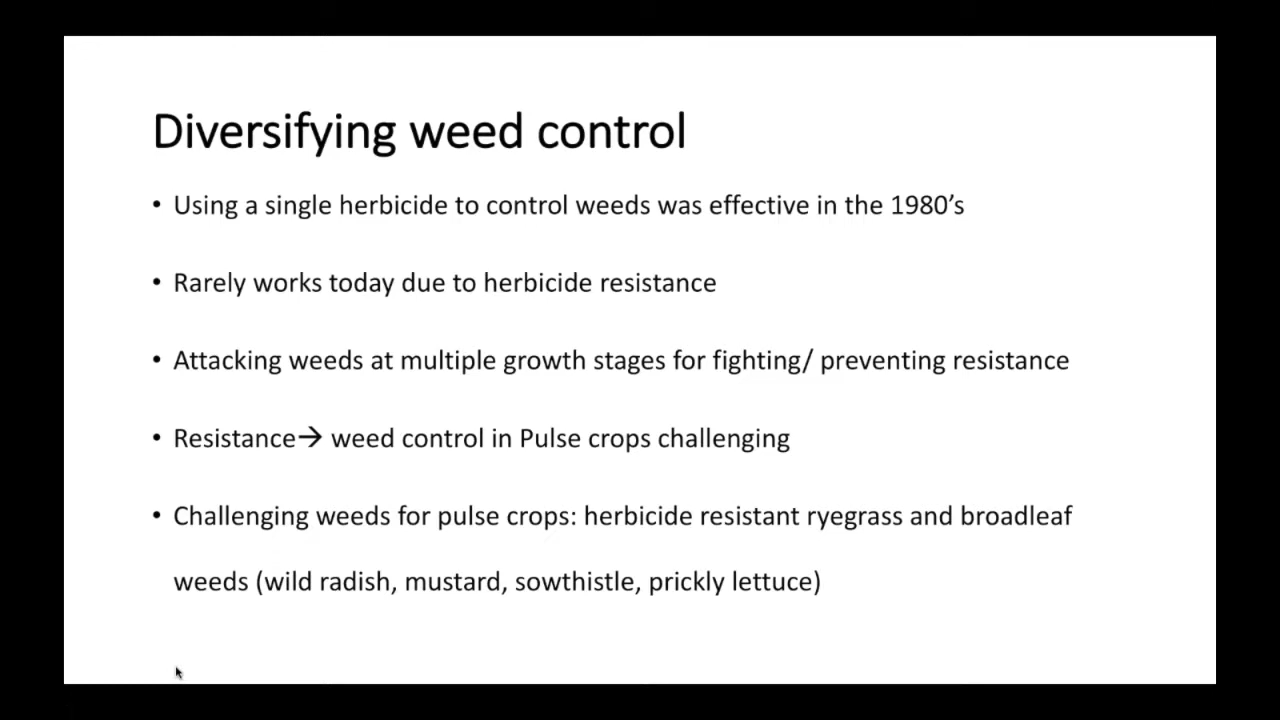 Diversifying weed control
• Using a single herbicide to control weeds was effective in the 1980’s
• Rarely works today due to herbicide resistance
• Attacking weeds at multiple growth stages for fighting/ preventing resistance
• Resistance→ weed control in Pulse crops challenging
• Challenging weeds for pulse crops: herbicide resistant ryegrass and broadleaf
weeds (wild radish, mustard, sowthistle, prickly lettuce)